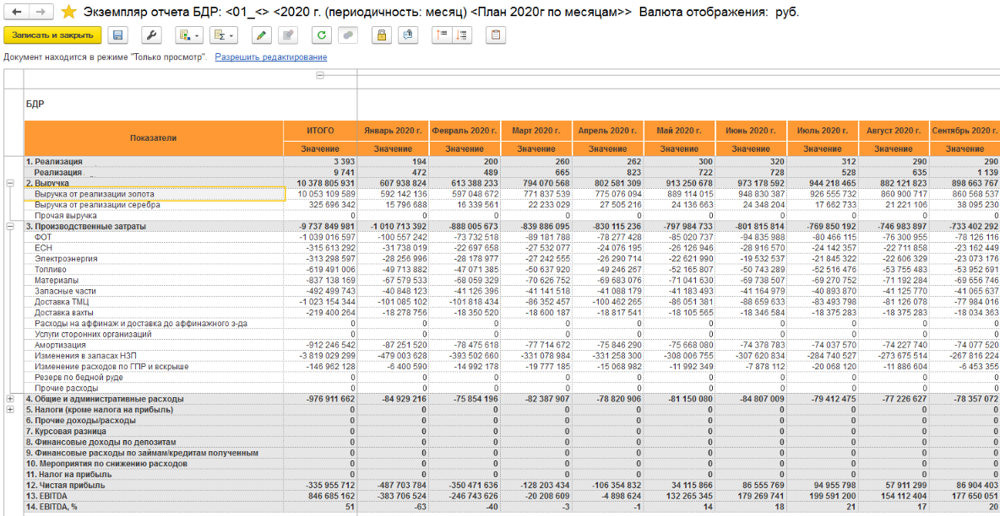 Экземпляр отчета БДР: <01_<> <2020 г. (периодичность: месяц) <План 2020г по месяцам>> Валюта отображения: руб.
Записать и закрыть
Документ находится в режиме "Только просмотр". Разрешить редактирование
БДР
Показатели ИТОГО Январь 2020 г. Февраль 2020 г. Март 2020 г. Апрель 2020 г. Май 2020 г. Июнь 2020 г. Июль 2020 г. Август 2020 г. Сентябрь 2020 г.
Значение Значение Значение Значение Значение Значение Значение Значение Значение Значение
1. Реализация 3 393 194 200 260 262 300 320 312 290 290
Реализация 9 741 472 489 665 823 722 728 528 635 1 139
2. Выручка 10 378 805 931 607 938 824 613 388 233 794 070 568 802 581 309 913 250 678 973 178 592 944 218 465 882 121 823 898 663 767
Выручка от реализации золота 10 053 109 589 592 142 136 597 048 672 771 837 539 775 076 094 889 114 015 948 830 387 926 555 732 860 900 717 860 568 537
Выручка от реализации серебра 325 696 342 15 796 688 16 339 561 22 233 029 27 505 216 24 136 663 24 348 204 17 662 733 21 221 106 38 095 230
Прочая выручка 0 0 0 0 0 0 0 0 0 0
3. Производственные затраты -9 737 849 981 -1 010 713 392 -888 005 673 -839 886 095 -830 115 236 -797 984 733 -801 815 814 -769 850 192 -746 983 897 -733 402 292
ФОТ -1 039 016 597 -100 557 242 -73 732 518 -89 181 788 -78 277 428 -85 020 737 -94 835 988 -80 466 115 -76 300 955 -78 126 116
ЕСН -315 613 292 -31 738 019 -22 697 658 -27 532 077 -24 076 195 -26 126 946 -28 916 570 -24 142 357 -22 711 858 -23 162 449
Электроэнергия -313 298 597 -28 256 996 -28 178 977 -27 242 555 -26 290 714 -22 621 990 -19 532 537 -21 845 322 -22 606 329 -23 073 176
Топливо -619 491 006 -49 713 882 -47 071 385 -50 637 920 -49 246 267 -52 165 807 -50 743 289 -52 516 476 -53 755 483 -53 952 691
Материалы -837 138 169 -67 579 533 -68 059 329 -70 626 752 -69 683 076 -71 041 630 -69 738 507 -69 270 752 -71 192 284 -69 656 746
Запасные части -492 499 743 -40 848 123 -41 126 396 -41 141 518 -41 088 179 -41 183 493 -41 164 979 -40 893 870 -41 125 770 -41 065 637
Доставка ТМЦ -1 023 154 344 -101 085 102 -101 818 434 -86 352 457 -100 462 265 -86 051 381 -88 659 633 -83 493 798 -81 126 078 -77 984 016
Доставка вахты -219 400 264 -18 278 756 -18 350 520 -18 600 187 -18 817 541 -18 105 565 -18 346 584 -18 375 283 -18 375 283 -18 034 363
Расходы на аффинаж и доставка до аффинажного з-да 0 0 0 0 0 0 0 0 0 0
Услуги сторонних организаций 0 0 0 0 0 0 0 0 0 0
Амортизация -912 246 542 -87 251 520 -78 475 618 -77 714 672 -75 846 290 -75 668 080 -74 378 783 -74 037 570 -74 227 740 -74 077 520
Изменения в запасах НЗП -3 819 029 299 -479 003 628 -393 502 660 -331 078 984 -331 258 300 -308 006 755 -307 620 834 -284 740 527 -273 675 514 -267 816 224
Изменение расходов по ГПР и вскрыше -146 962 128 -6 400 590 -14 992 178 -19 777 185 -15 068 982 -11 992 349 -7 878 112 -20 068 120 -11 886 604 -6 453 355
Резерв по бедной руде 0 0 0 0 0 0 0 0 0 0
Прочие расходы 0 0 0 0 0 0 0 0 0 0
4. Общие и административные расходы -976 911 662 -84 929 216 -75 854 196 -82 387 907 -78 820 906 -81 150 080 -84 807 009 -79 412 475 -77 226 627 -78 357 072
5. Налоги (кроме налога на прибыль) 0 0 0 0 0 0 0 0 0 0
6. Прочие доходы/расходы 0 0 0 0 0 0 0 0 0 0
7. Курсовая разница 0 0 0 0 0 0 0 0 0 0
8. Финансовые доходы по депозитам 0 0 0 0 0 0 0 0 0 0
9. Финансовые расходы по займам/кредитам полученным 0 0 0 0 0 0 0 0 0 0
10. Мероприятия по снижению расходов 0 0 0 0 0 0 0 0 0 0
11. Налог на прибыль 0 0 0 0 0 0 0 0 0 0
12. Чистая прибыль -335 955 712 -487 703 784 -350 471 636 -128 203 434 -106 354 832 34 115 866 86 555 769 94 955 798 57 911 299 86 904 403
13. EBITDA 846 685 162 -383 706 524 -246 743 626 -20 208 609 -4 898 624 132 265 345 179 269 741 199 591 200 154 112 404 177 650 051
14. EBITDA, % 51 -63 -40 -3 -1 14 18 21 17 20